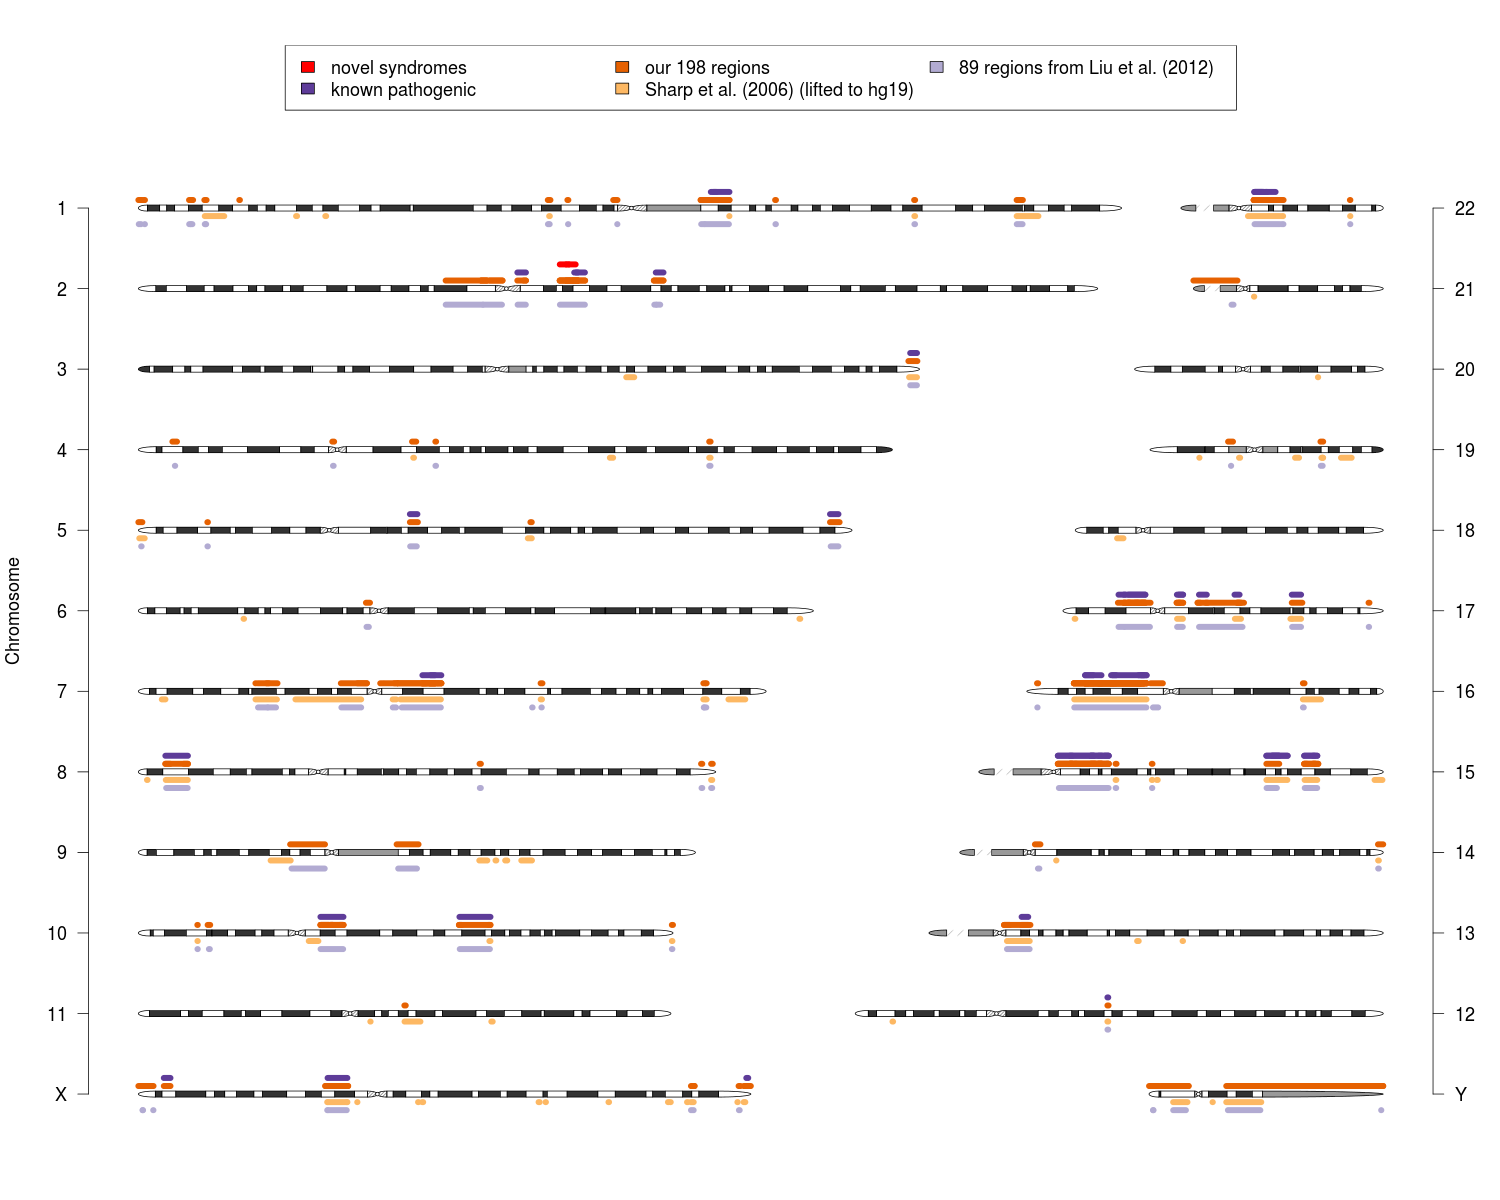 novel syndromes
known pathogenic
our 198 regions
Sharp et al. (2006) (lifted to hg19)
89 regions from Liu et al. (2012)
Chromosome
1
2
3
4
5
6
7
8
9
10
11
X
22
21
20
19
18
17
16
15
14
13
12
Y